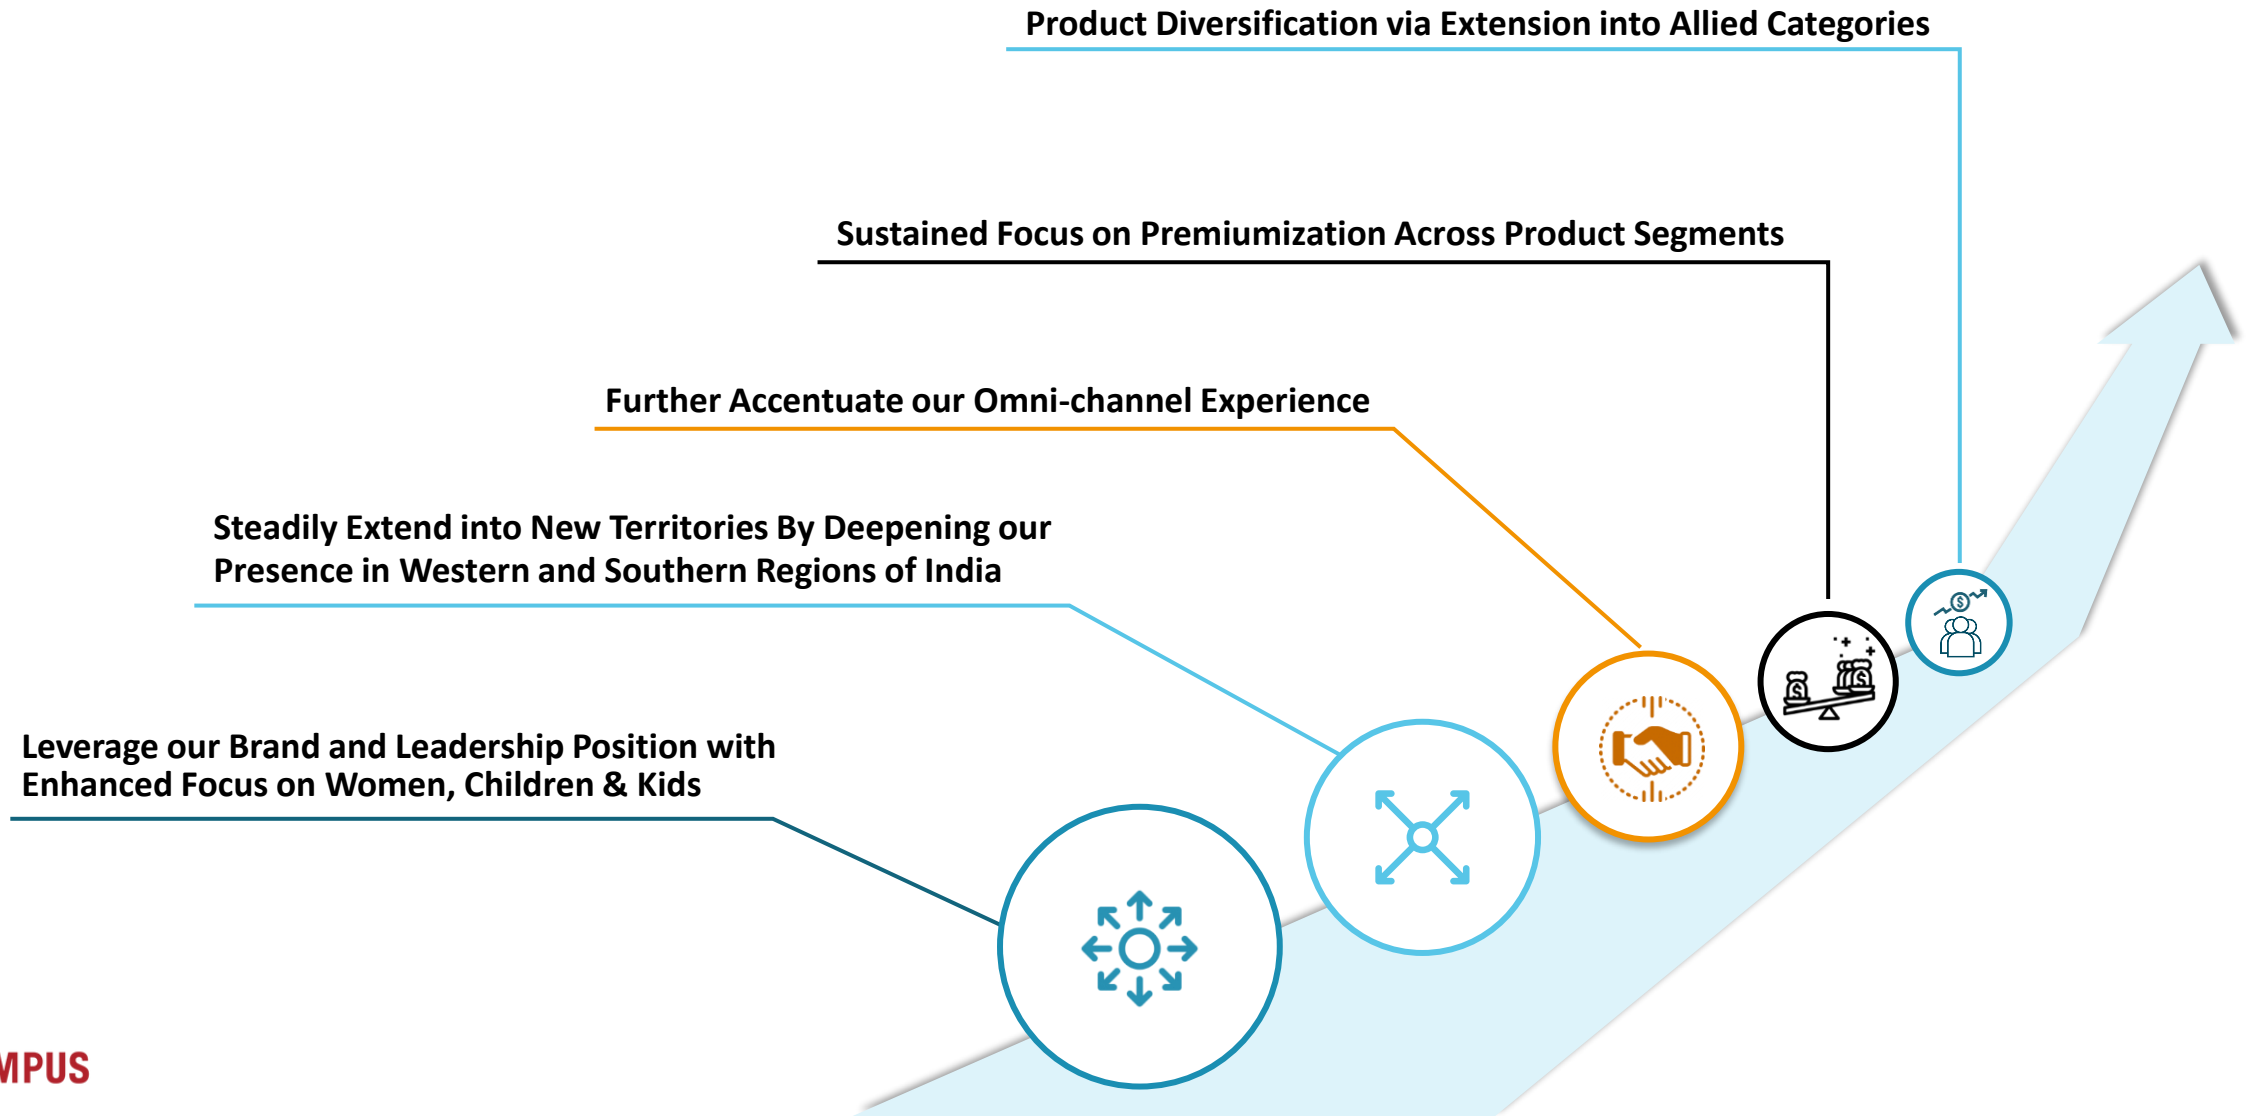 Product Diversification via Extension into Allied Categories
Sustained Focus on Premiumization Across Product Segments
Further Accentuate our Omni-channel Experience
Steadily Extend into New Territories By Deepening our
Presence in Western and Southern Regions of India
Leverage our Brand and Leadership Position with
Enhanced Focus on Women, Children & Kids
MPUS